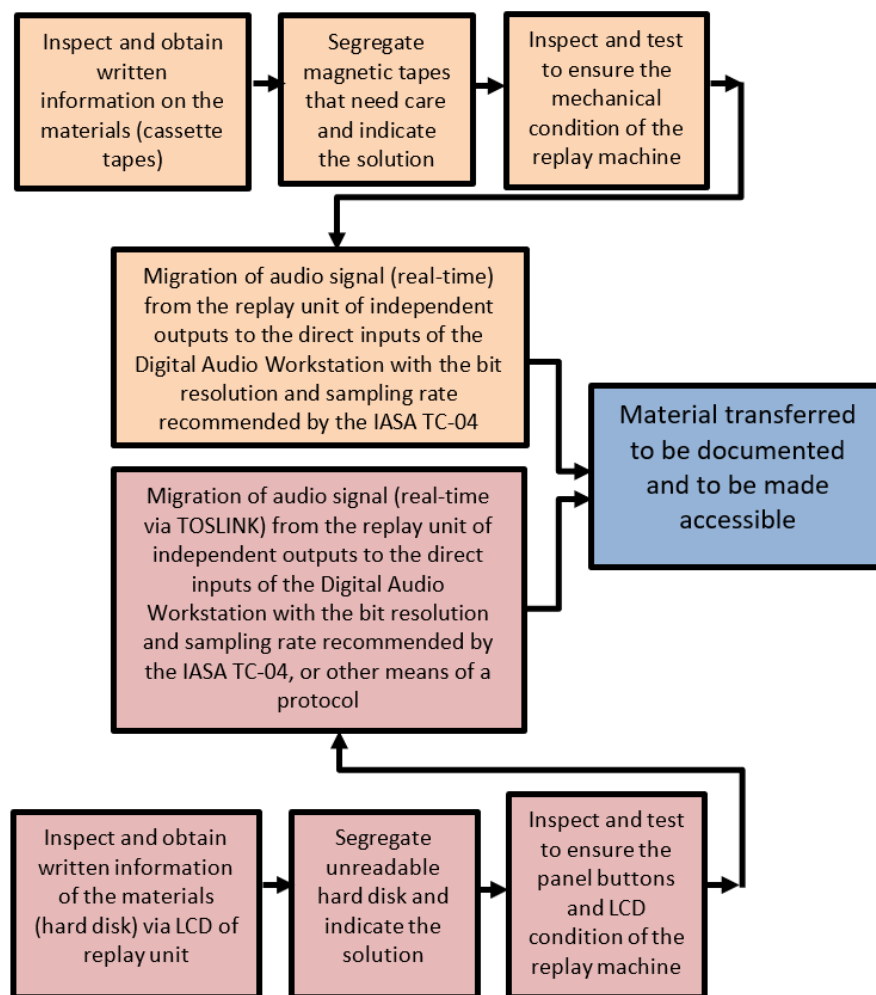 Inspect and obtain
written
information on the
materials (cassette
tapes)
Segregate
magnetic tapes
that need care
and indicate
the solution
Inspect and test
to ensure the
mechanical
condition of the
replay machine
Migration of audio signal (real-time)
from the replay unit of independent
outputs to the direct inputs of the
Digital Audio Workstation with the bit
resolution and sampling rate
recommended by the IASA TC-04
Material transferred
to be documented
and to be made
accessible
Migration of audio signal (real-time
via TOSLINK) from the replay unit of
independent outputs to the direct
inputs of the Digital Audio
Workstation with the bit resolution
and sampling rate recommended by
the IASA TC-04, or other means of a
protocol
Inspect and obtain
written information
of the materials
(hard disk) via LCD of
replay unit
Segregate
unreadable
hard disk and
indicate the
solution
Inspect and test
to ensure the
panel buttons
and LCD
condition of the
replay machine